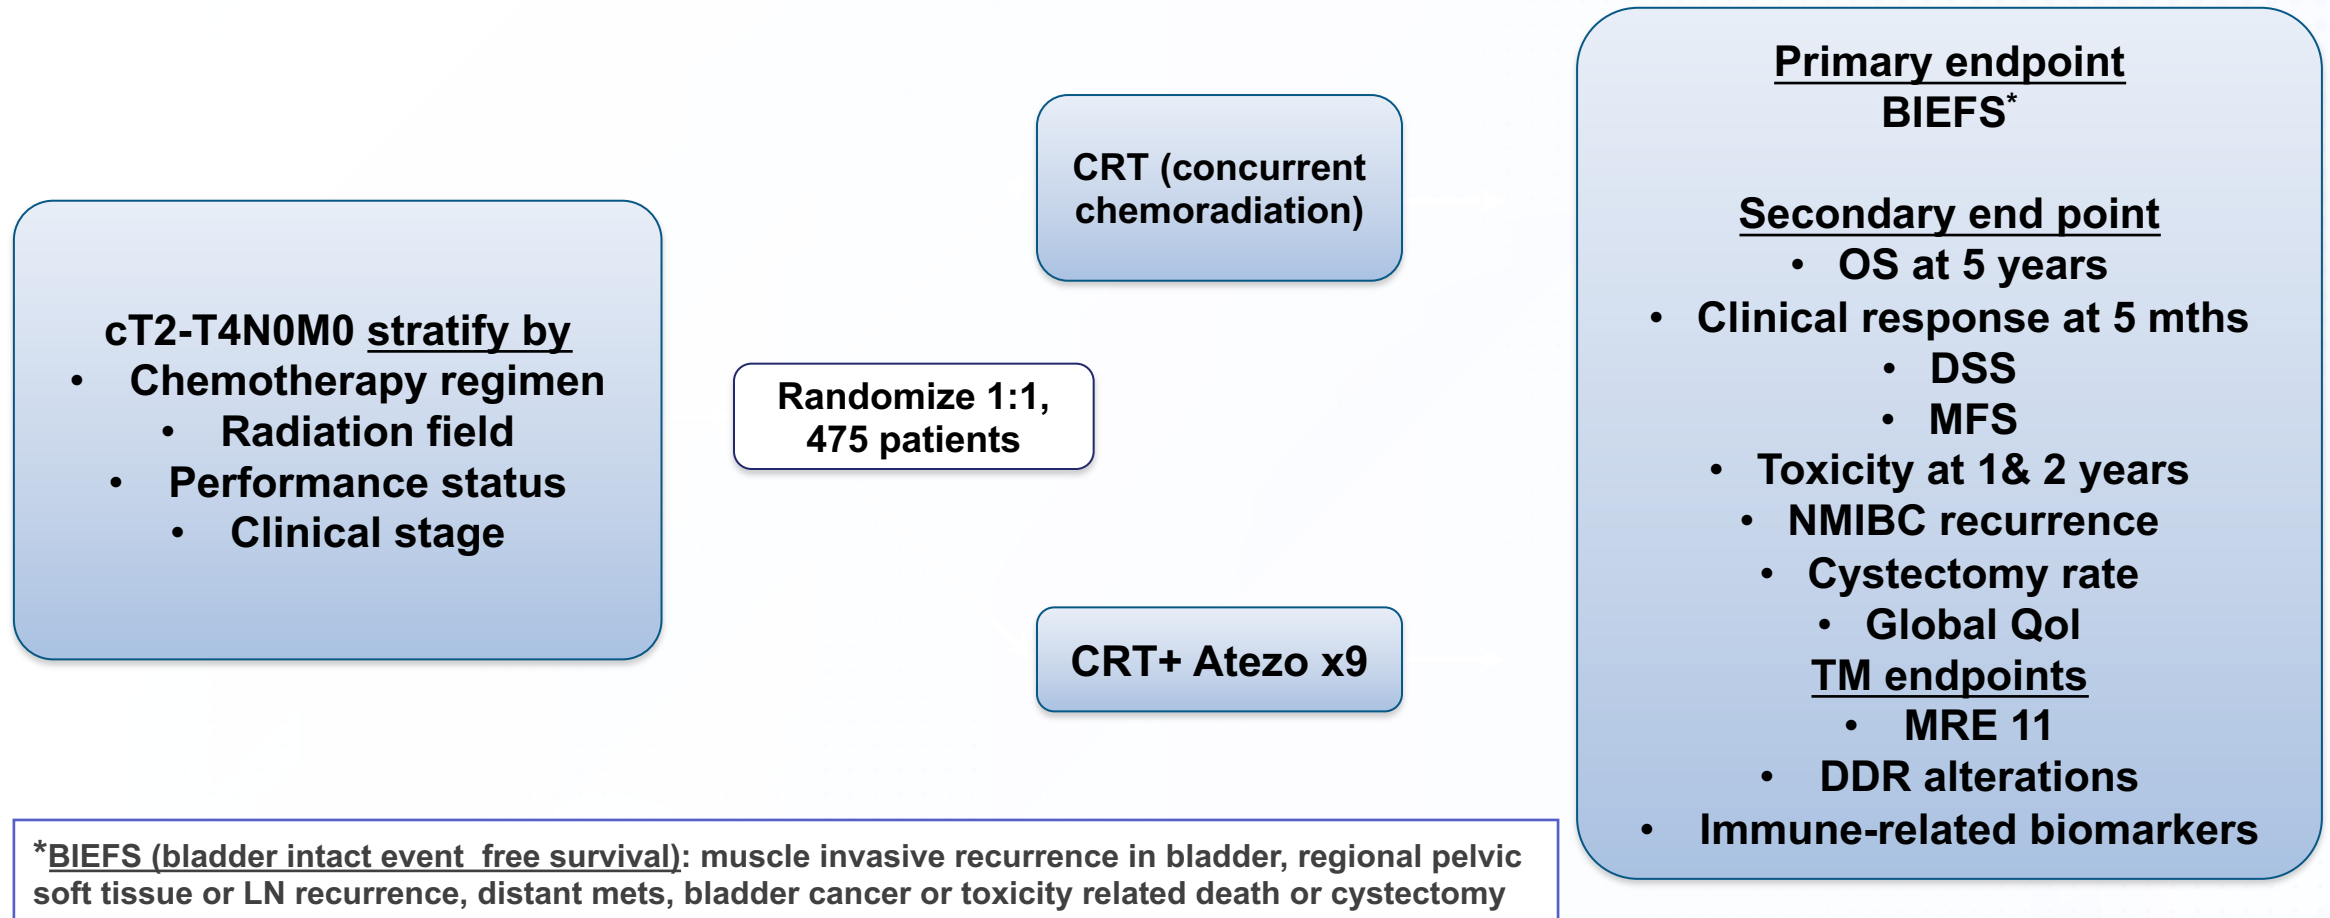 cT2-T4N0M0 stratify by
• Chemotherapy regimen
• Radiation field
• Performance status
• Clinical stage
Randomize 1:1,
475 patients
CRT (concurrent
chemoradiation)
CRT+ Atezo x9
Primary endpoint
BIEFS*
Secondary end point
• OS at 5 years
• Clinical response at 5 mths
• DSS
• MFS
• Toxicity at 1& 2 years
• NMIBC recurrence
• Cystectomy rate
• Global Qol
TM endpoints
• MRE 11
• DDR alterations
• Immune-related biomarkers
*BIEFS (bladder intact event free survival): muscle invasive recurrence in bladder, regional pelvic
soft tissue or LN recurrence, distant mets, bladder cancer or toxicity related death or cystectomy